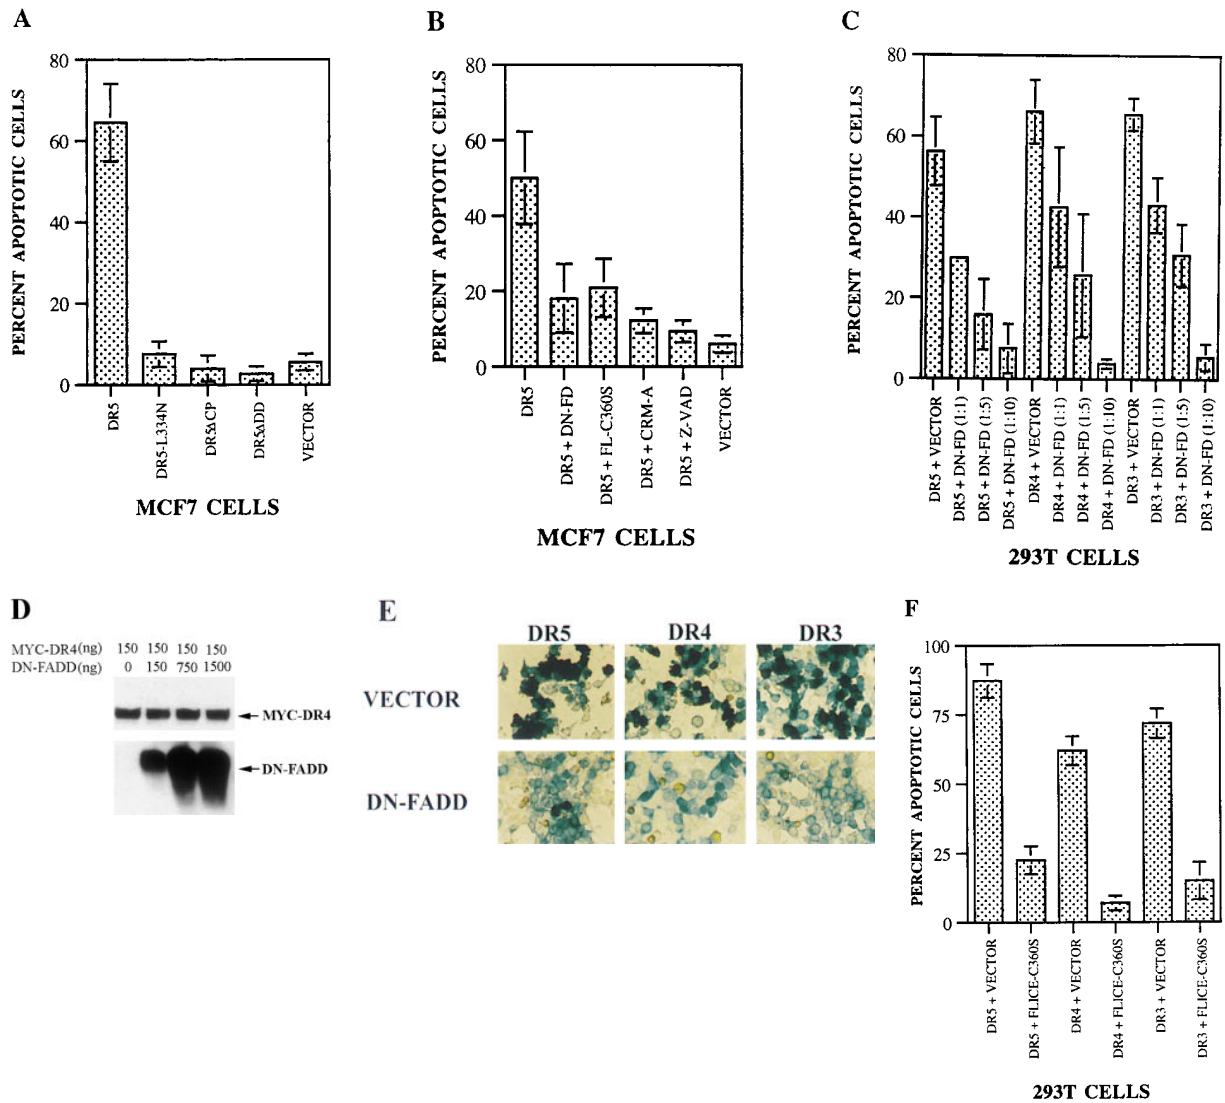 A
PERCENT APOPTOTIC CELLS
80
60
40
20
0
DR5
DR5-L334N
DR5ΔCP
DR5ΔDD
VECTOR
MCF7 CELLS
B
PERCENT APOPTOTIC CELLS
80
60
40
20
0
DR5
DR5 + DN-FD
DR5 + FL-C360S
DR5 + CRM-A
DR5 + Z-VAD
VECTOR
MCF7 CELLS
C
PERCENT APOPTOTIC CELLS
80
60
40
20
0
DR5 + VECTOR
DR5 + DN-FD (1:1)
DR5 + DN-FD (1:5)
DR5 + DN-FD (1:10)
DR4 + VECTOR
DR4 + DN-FD (1:1)
DR4 + DN-FD (1:5)
DR4 + DN-FD (1:10)
DR3 + VECTOR
DR3 + DN-FD (1:1)
DR3 + DN-FD (1:5)
DR3 + DN-FD (1:10)
293T CELLS
D
MYC-DR4(ng) 150 150 150 150
DN-FADD(ng) 0 150 750 1500
MYC-DR4
DN-FADD
E
DR5 DR4 DR3
VECTOR
DN-FADD
F
PERCENT APOPTOTIC CELLS
100
75
50
25
0
DR5 + VECTOR
DR5 + FLICE-C360S
DR4 + VECTOR
DR4 + FLICE-C360S
DR3 + VECTOR
DR3 + FLICE-C360S
293T CELLS